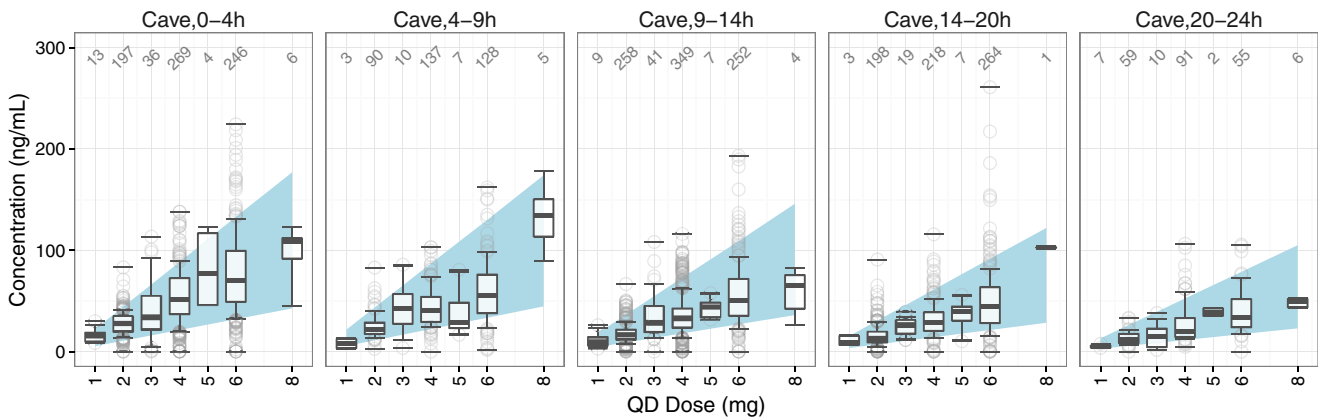 Cave,0−4h Cave,4−9h Cave,9−14h Cave,14−20h Cave,20−24h
300 13 197 36 269 4 246 6 3 90 10 137 7 128 5 9 258 41 349 7 252 4 3 198 19 218 7 264 1 7 59 10 91 2 55 6
200
100
0
Concentration (ng/mL)
1 2 3 4 5 6 8 1 2 3 4 5 6 8 1 2 3 4 5 6 8 1 2 3 4 5 6 8 1 2 3 4 5 6 8
QD Dose (mg)